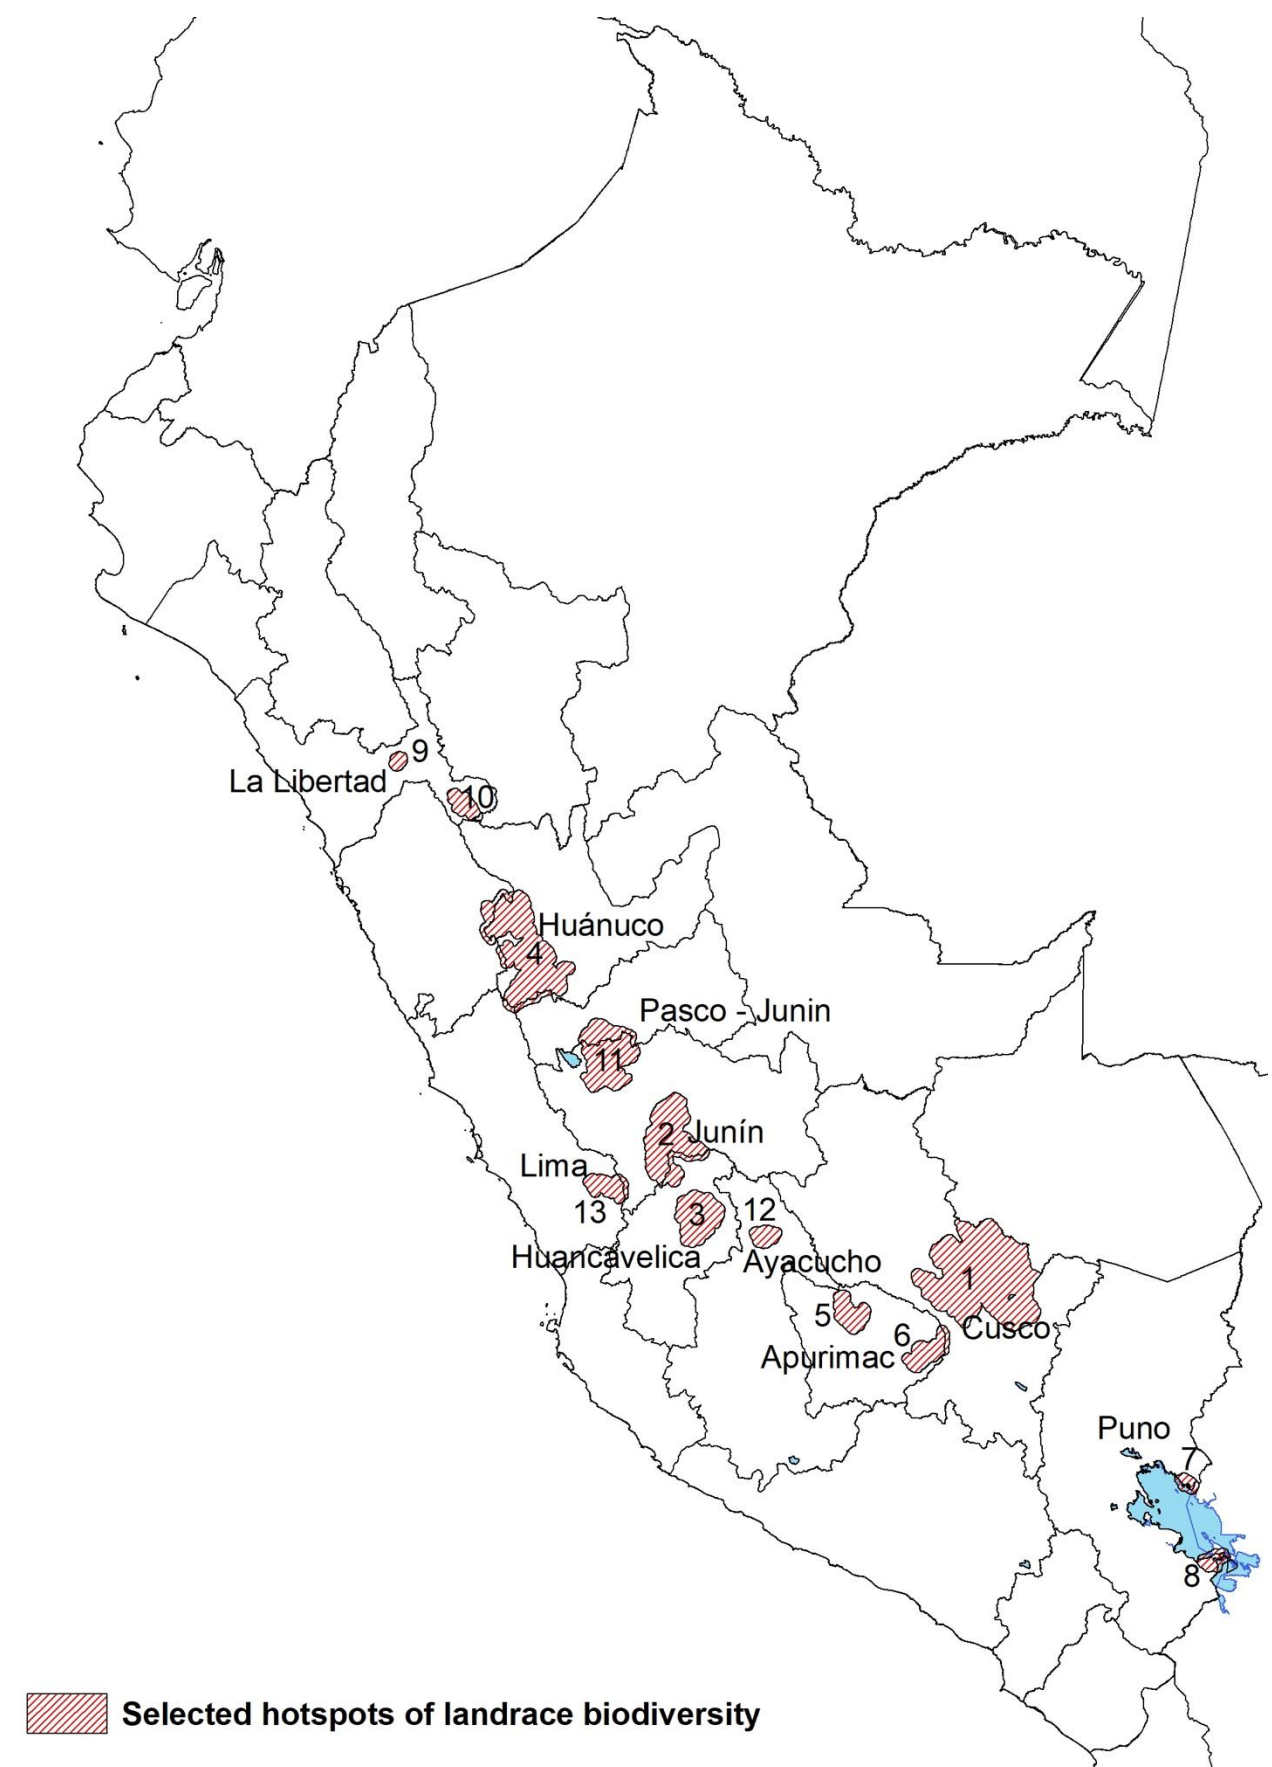 9
La Libertad
10
Huánuco
4
Pasco - Junin
11
2 Junín
Lima
13
3
12
Huancavelica
Ayacucho
1
5
6
Cusco
Apurimac
Puno
7
8
Selected hotspots of landrace biodiversity